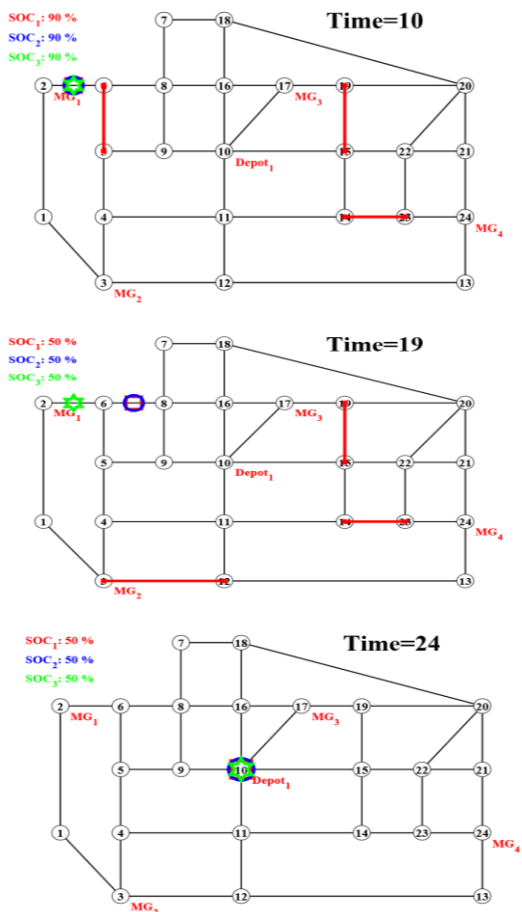 SOC1: 90 %
SOC2: 90 %
SOC3: 90 %
Time=10
7 18
2 8 16 17 19 20
MG1 MG3
9 10 15 22 21
Depot1
1 4 11 14 23 24
MG4
3 12 13
MG2
SOC1: 50 %
SOC2: 50 %
SOC3: 50 %
Time=19
7 18
2 6 8 16 17 19 20
MG1 MG3
5 9 10 15 22 21
Depot1
1 4 11 14 23 24
MG4
12 13
MG2
SOC1: 50 %
SOC2: 50 %
SOC3: 50 %
Time=24
7 18
2 6 8 16 17 19 20
MG1 MG3
5 9 10 15 22 21
Depot1
1 4 11 14 23 24
MG4
3 12 13
MG2